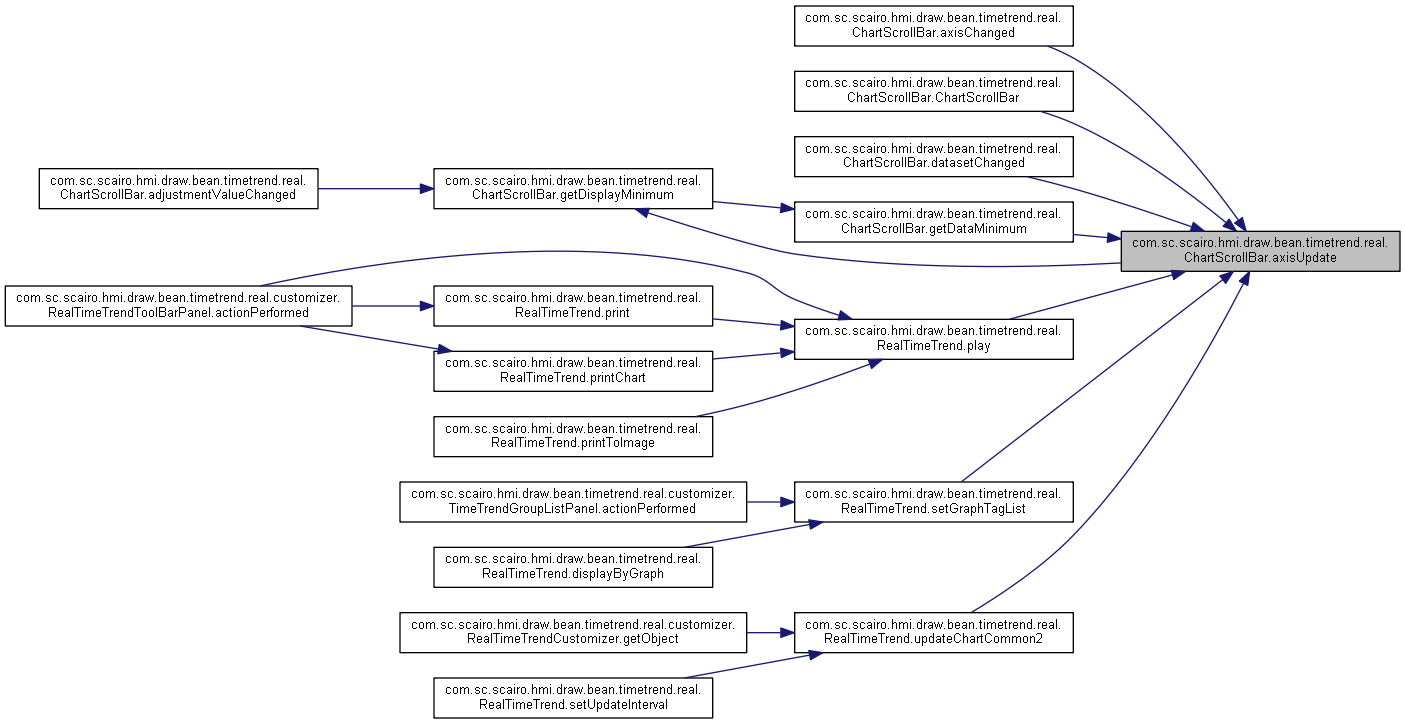 com.sc.scairo.hmi.draw.bean.timetrend.real.
ChartScrollBar.axisChanged
com.sc.scairo.hmi.draw.bean.timetrend.real.
ChartScrollBar.ChartScrollBar
com.sc.scairo.hmi.draw.bean.timetrend.real.
ChartScrollBar.datasetChanged
com.sc.scairo.hmi.draw.bean.timetrend.real.
ChartScrollBar.adjustmentValueChanged
com.sc.scairo.hmi.draw.bean.timetrend.real.
ChartScrollBar.getDisplayMinimum
com.sc.scairo.hmi.draw.bean.timetrend.real.
ChartScrollBar.getDataMinimum
com.sc.scairo.hmi.draw.bean.timetrend.real.
ChartScrollBar.axisUpdate
com.sc.scairo.hmi.draw.bean.timetrend.real.customizer.
RealTimeTrendToolBarPanel.actionPerformed
com.sc.scairo.hmi.draw.bean.timetrend.real.
RealTimeTrend.print
com.sc.scairo.hmi.draw.bean.timetrend.real.
RealTimeTrend.play
com.sc.scairo.hmi.draw.bean.timetrend.real.
RealTimeTrend.printChart
com.sc.scairo.hmi.draw.bean.timetrend.real.
RealTimeTrend.printToImage
com.sc.scairo.hmi.draw.bean.timetrend.real.customizer.
TimeTrendGroupListPanel.actionPerformed
com.sc.scairo.hmi.draw.bean.timetrend.real.
RealTimeTrend.setGraphTagList
com.sc.scairo.hmi.draw.bean.timetrend.real.
RealTimeTrend.displayByGraph
com.sc.scairo.hmi.draw.bean.timetrend.real.customizer.
RealTimeTrendCustomizer.getObject
com.sc.scairo.hmi.draw.bean.timetrend.real.
RealTimeTrend.updateChartCommon2
com.sc.scairo.hmi.draw.bean.timetrend.real.
RealTimeTrend.setUpdateInterval